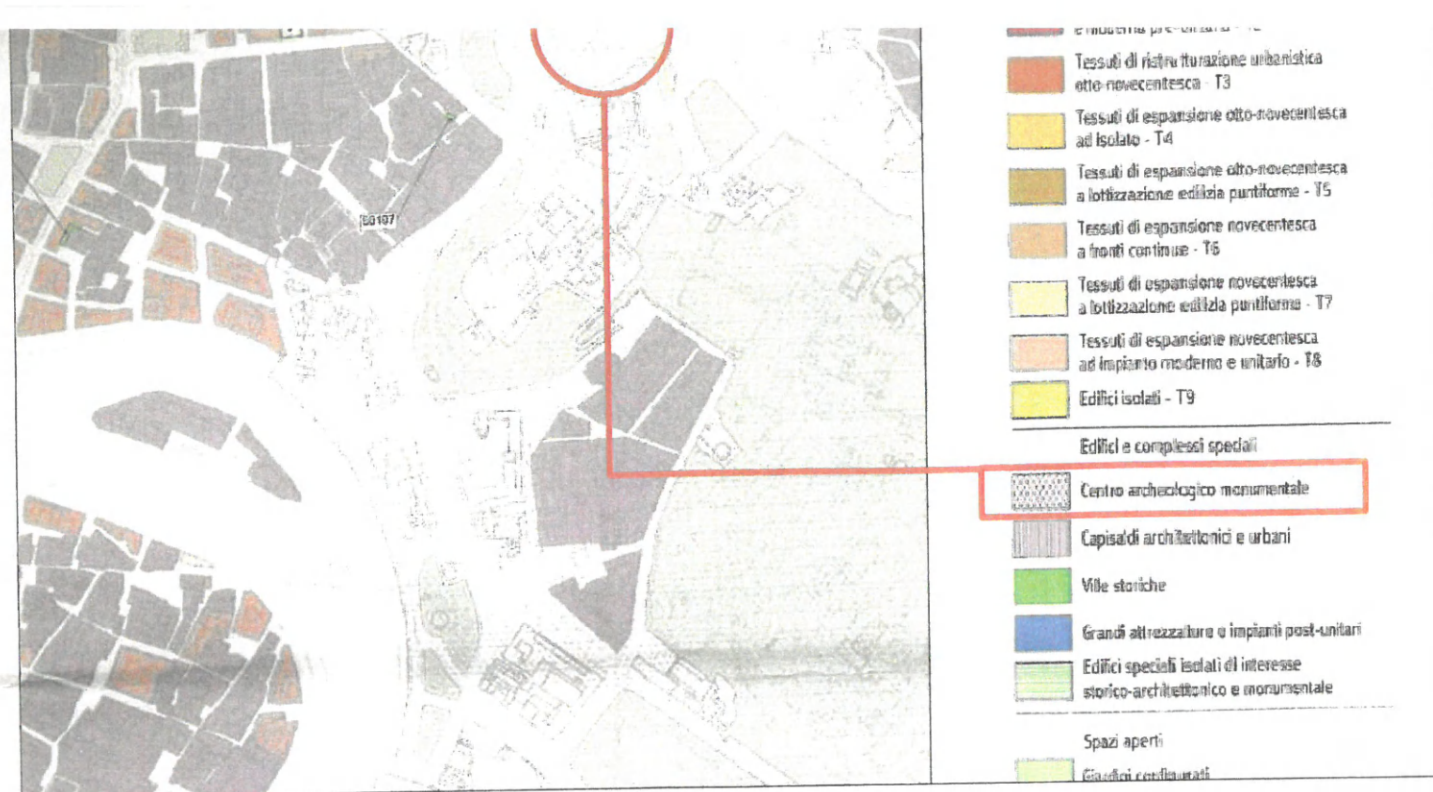 e moderna
Tessuti di ristrutturazione urbanistica
otto-novecentesca - T3
Tessuti di espansione otto-novecentesca
ad isolato - T4
Tessuti di espansione otto-novecentesca
a lottizzazione edilizia puntiforme - T5
Tessuti di espansione novecentesca
a fronti continue - T6
Tessuti di espansione novecentesca
a lottizzazione edilizia puntiforme - T7
Tessuti di espansione novecentesca
ad impianto moderno e unitario - T8
Edifici isolati - T9
Edifici e complessi speciali
Centro archeologico monumentale
Capisaldi architettonici e urbani
Ville storiche
Grandi attrezzature e impianti post-unitari
Edifici speciali isolati di interesse
storico-architettonico e monumentale
Spazi aperti
Giardini configurati